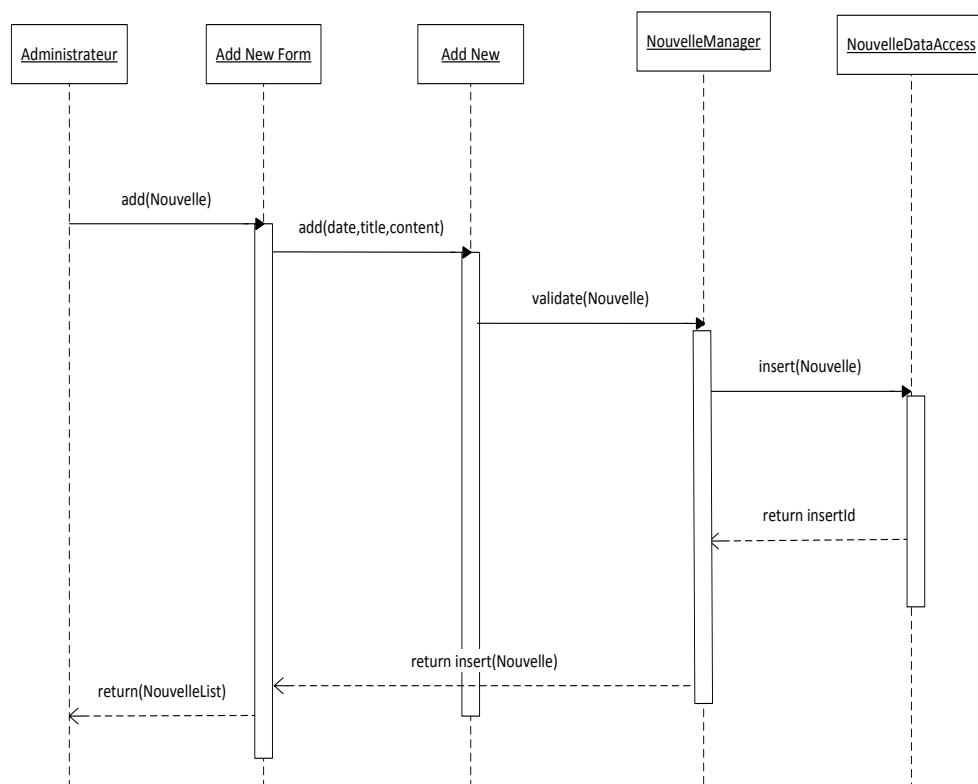 Administrateur
Add New Form
Add New
NouvelleManager
NouvelleDataAccess
add(Nouvelle)
add(date,title,content)
validate(Nouvelle)
insert(Nouvelle)
return insertId
return insert(Nouvelle)
return(NouvelleList)